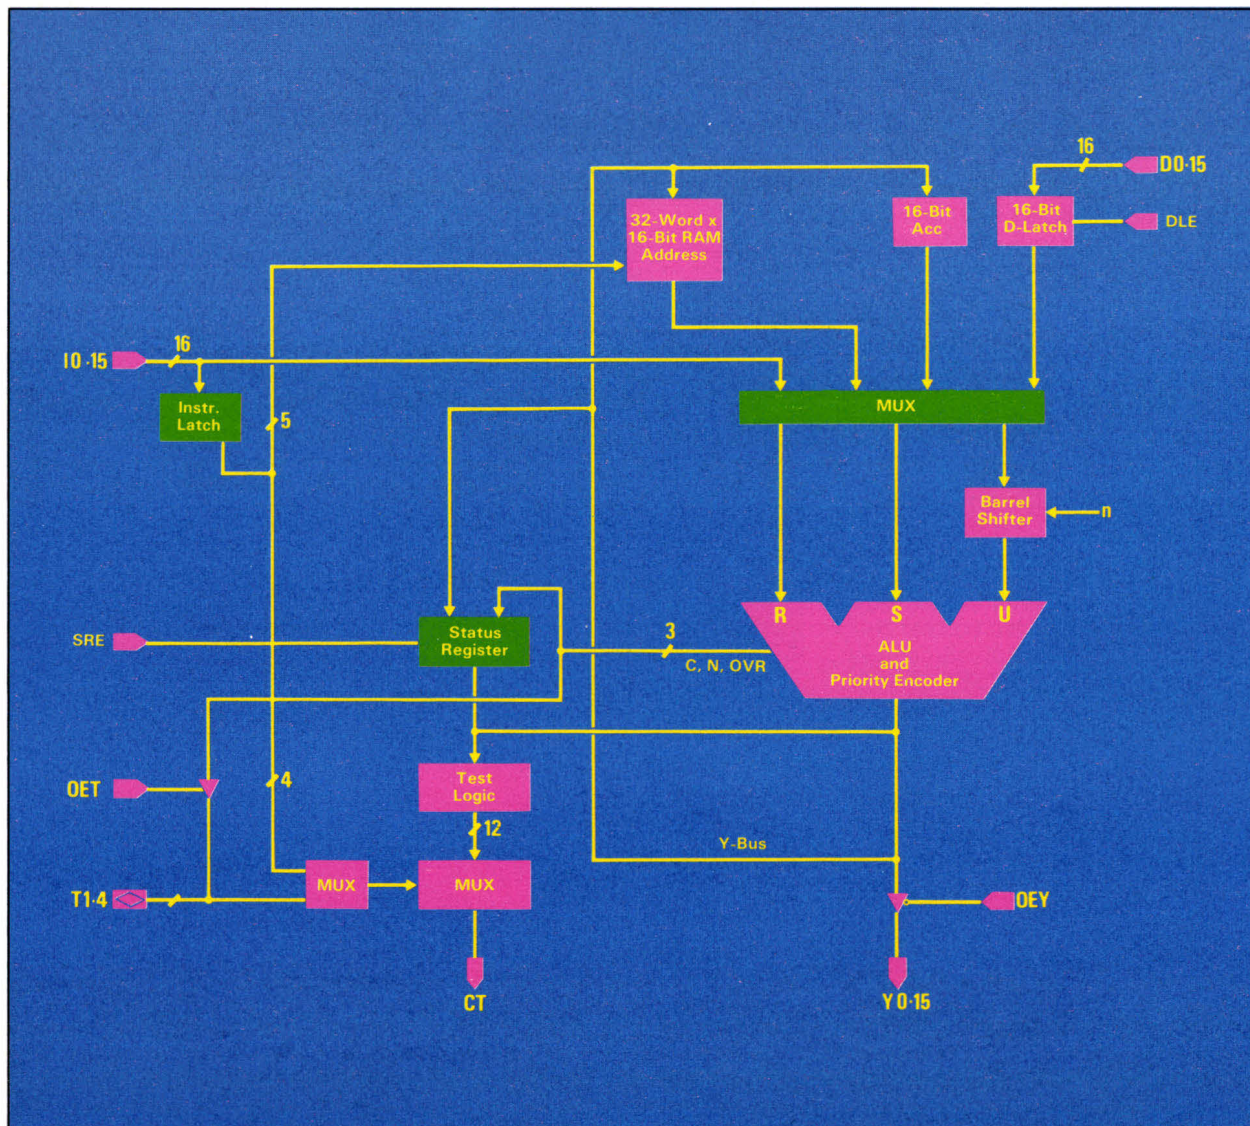 16
D0-15
32-Word x
16-Bit RAM
Address
16-Bit
Acc
16-Bit
D-Latch
DLE
I0-15
16
Instr.
Latch
5
MUX
Barrel
Shifter
n
R
S
U
SRE
Status
Register
3
C, N, OVR
ALU
and
Priority Encoder
OET
4
Test
Logic
12
Y-Bus
T1-4
MUX
MUX
OEY
CT
Y0-15